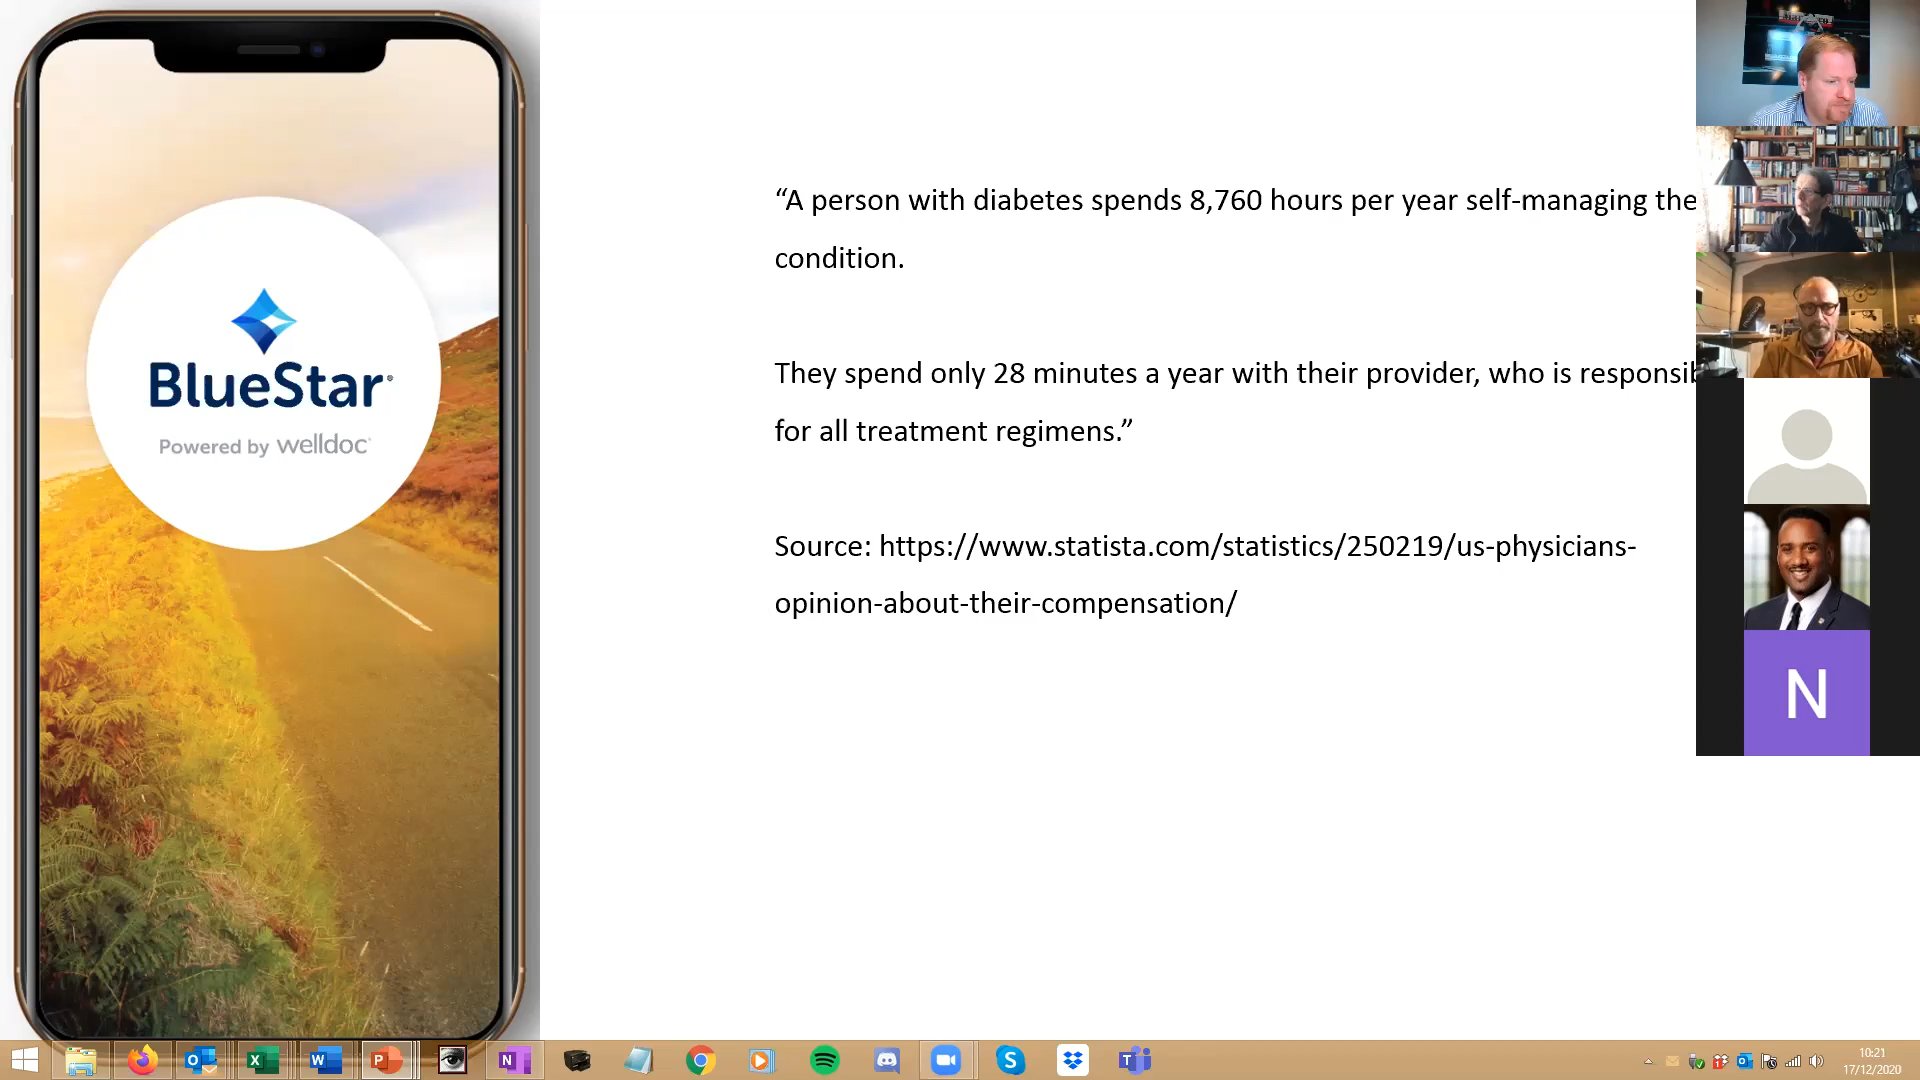 BlueStar®
Powered by welldoc
“A person with diabetes spends 8,760 hours per year self-managing the
condition.
They spend only 28 minutes a year with their provider, who is responsib
for all treatment regimens.”
Source: https://www.statista.com/statistics/250219/us-physicians-
opinion-about-their-compensation/
N
10:21
17/12/2020